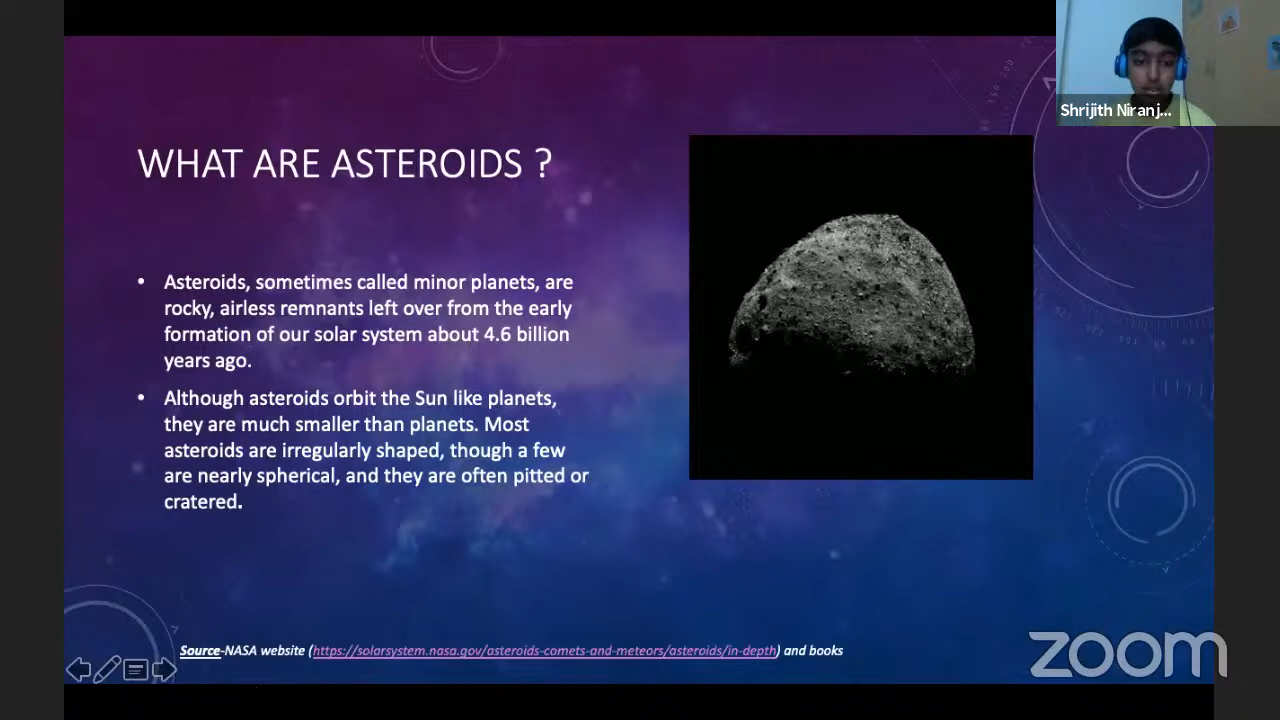 Shrijith Niranj...
WHAT ARE ASTEROIDS ?
• Asteroids, sometimes called minor planets, are
rocky, airless remnants left over from the early
formation of our solar system about 4.6 billion
years ago.
• Although asteroids orbit the Sun like planets,
they are much smaller than planets. Most
asteroids are irregularly shaped, though a few
are nearly spherical, and they are often pitted or
cratered.
Source-NASA website (https://solarsystem.nasa.gov/asteroids-comets-and-meteors/asteroids/in-depth) and books
zoom